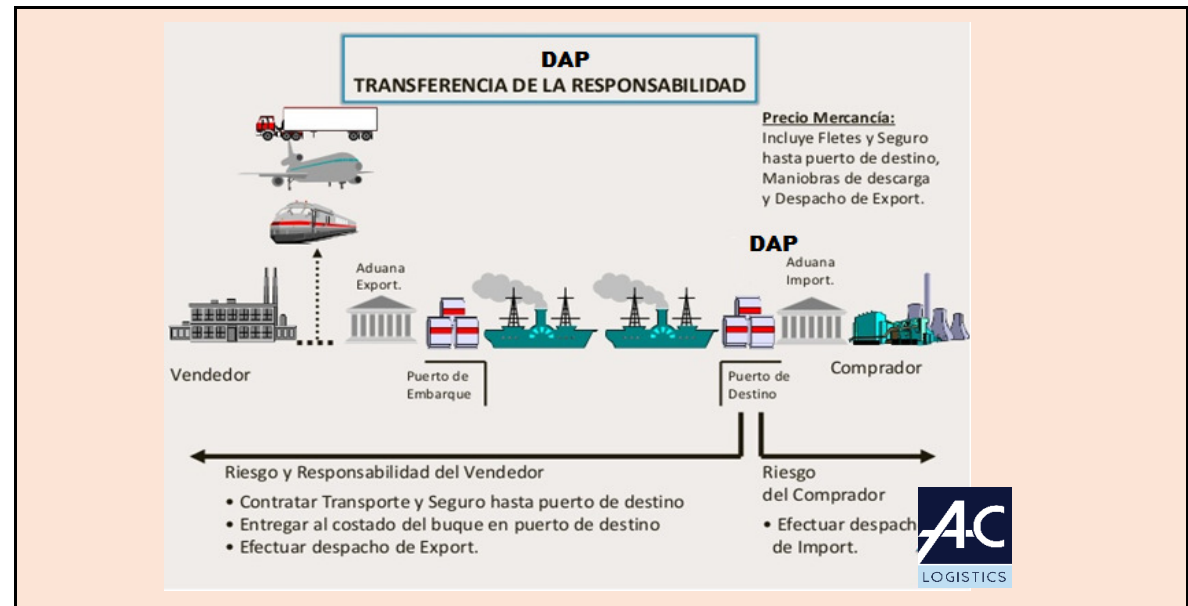 DAP
TRANSFERENCIA DE LA RESPONSABILIDAD
Precio Mercancía:
Incluye Fletes y Seguro
hasta puerto de destino,
Maniobras de descarga
y Despacho de Export.
DAP
Aduana
Export.
Aduana
Import.
Vendedor
Puerto de
Embarque
Puerto de
Destino
Comprador
Riesgo y Responsabilidad del Vendedor
• Contratar Transporte y Seguro hasta puerto de destino
• Entregar al costado del buque en puerto de destino
• Efectuar despacho de Export.
Riesgo
del Comprador
• Efectuar despach
de Import.
A-C
LOGISTICS